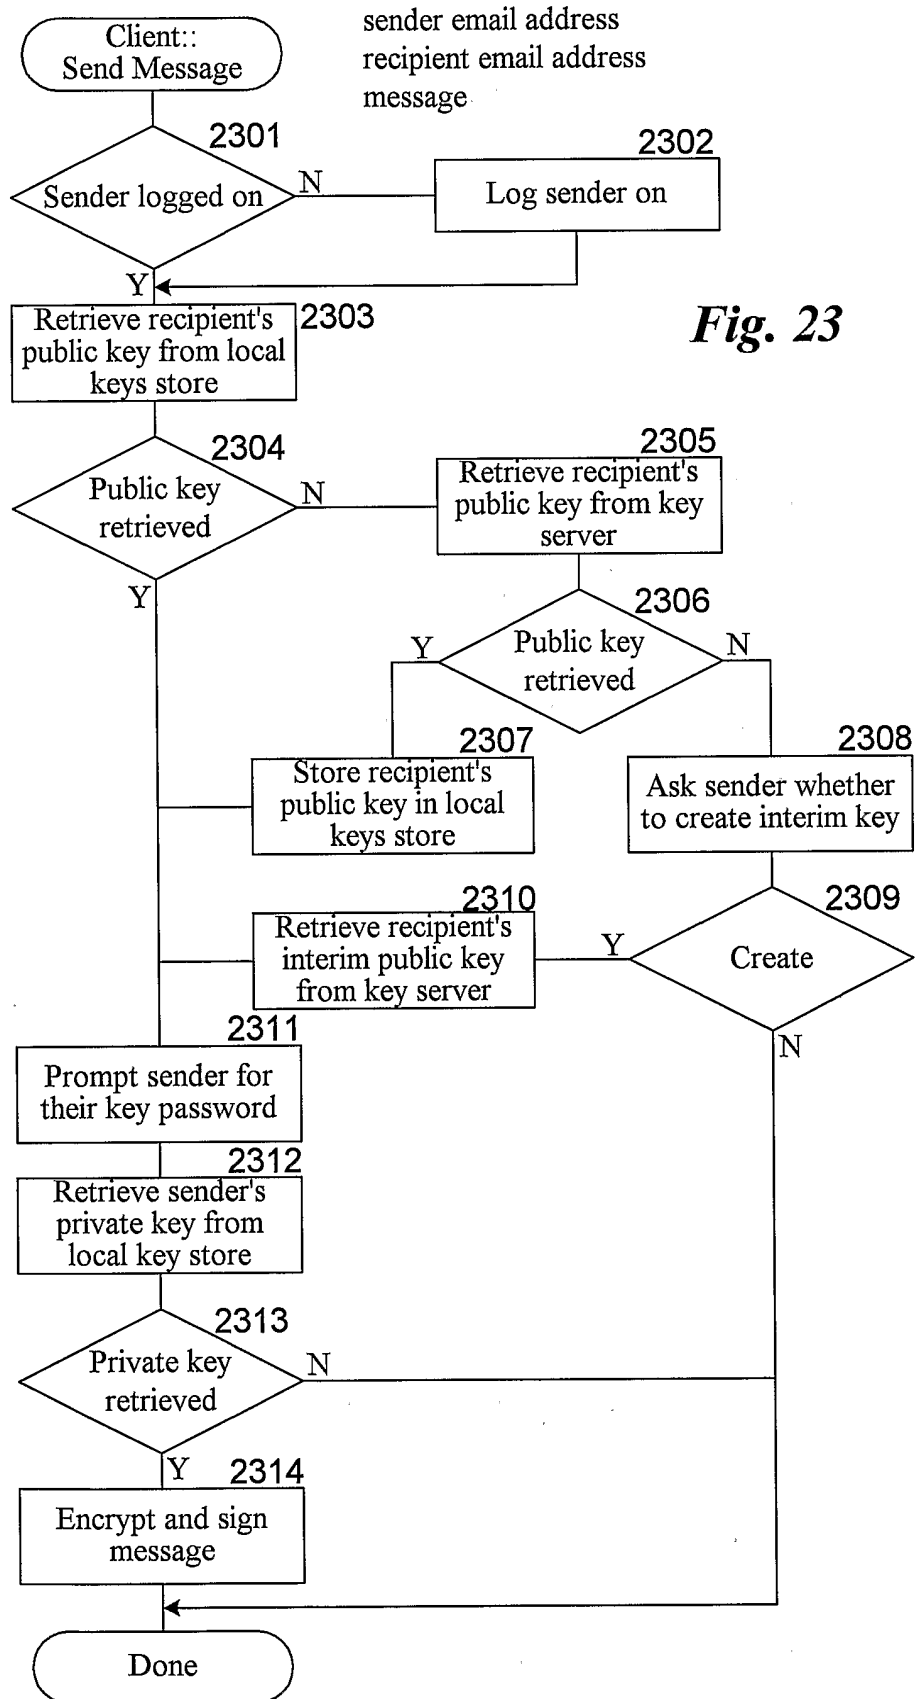 Client::
Send Message
sender email address
recipient email address
message
2301
Sender logged on
N
2302
Log sender on
Y
Retrieve recipient's
public key from local
keys store
2303
Fig. 23
2304
Public key
retrieved
N
2305
Retrieve recipient's
public key from key
server
Y
2306
Public key
retrieved
Y
N
2307
Store recipient's
public key in local
keys store
2308
Ask sender whether
to create interim key
2310
Retrieve recipient's
interim public key
from key server
Y
2309
Create
N
2311
Prompt sender for
their key password
2312
Retrieve sender's
private key from
local key store
2313
Private key
retrieved
N
Y
2314
Encrypt and sign
message
Done